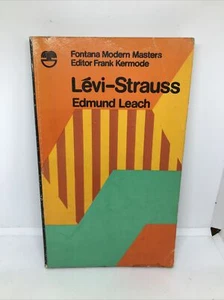 Fontana Modern Masters
Editor Frank Kermode
Lévi-Strauss
Edmund Leach